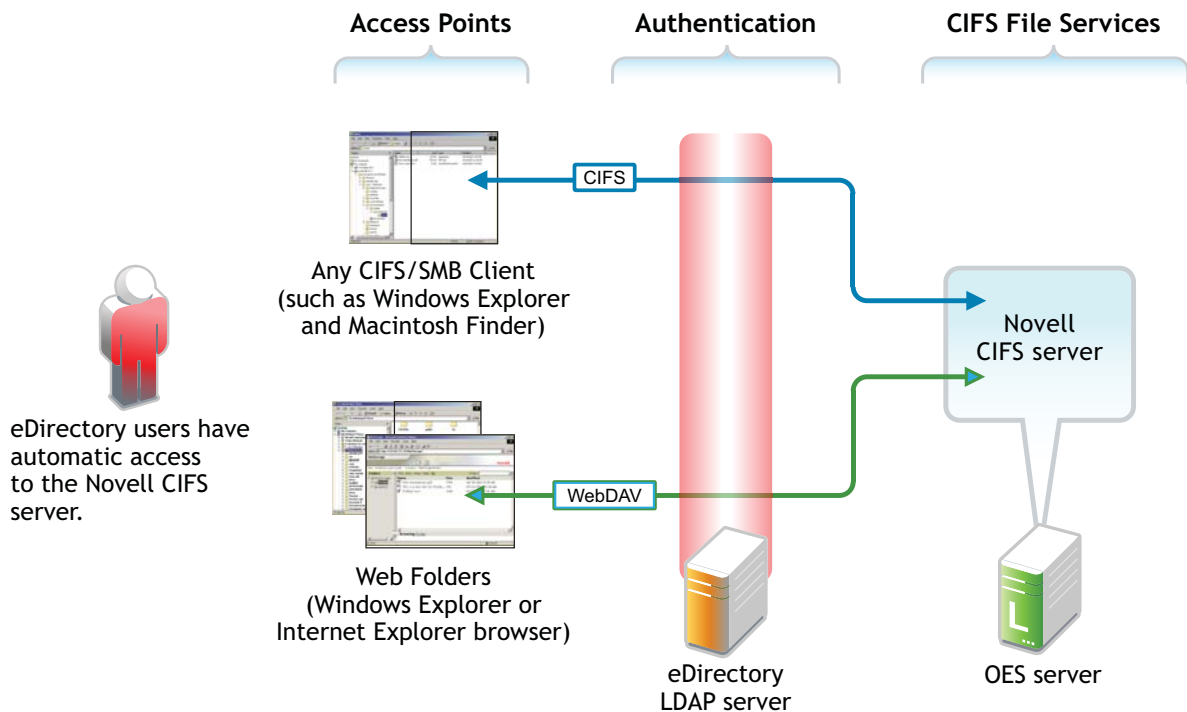 Access Points
Authentication
CIFS File Services
CIFS
Any CIFS/SMB Client
(such as Windows Explorer
and Macintosh Finder)
Novell
CIFS server
eDirectory users have
automatic access
to the Novell CIFS
server.
WebDAV
Web Folders
(Windows Explorer or
Internet Explorer browser)
eDirectory
LDAP server
L
OES server